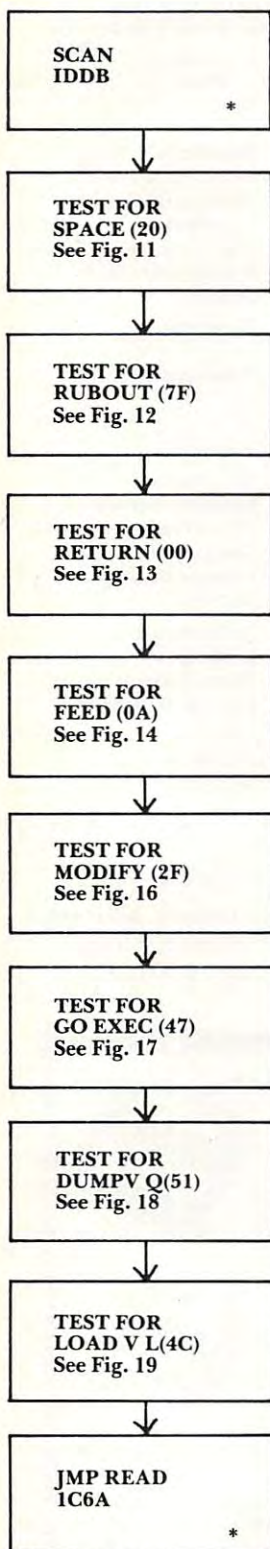 SCAN
IDDB
*
TEST FOR
SPACE (20)
See Fig. 11
TEST FOR
RUBOUT (7F)
See Fig. 12
TEST FOR
RETURN (00)
See Fig. 13
TEST FOR
FEED (0A)
See Fig. 14
TEST FOR
MODIFY (2F)
See Fig. 16
TEST FOR
GO EXEC (47)
See Fig. 17
TEST FOR
DUMPV Q(51)
See Fig. 18
TEST FOR
LOAD V L(4C)
See Fig. 19
JMP READ
1C6A
*